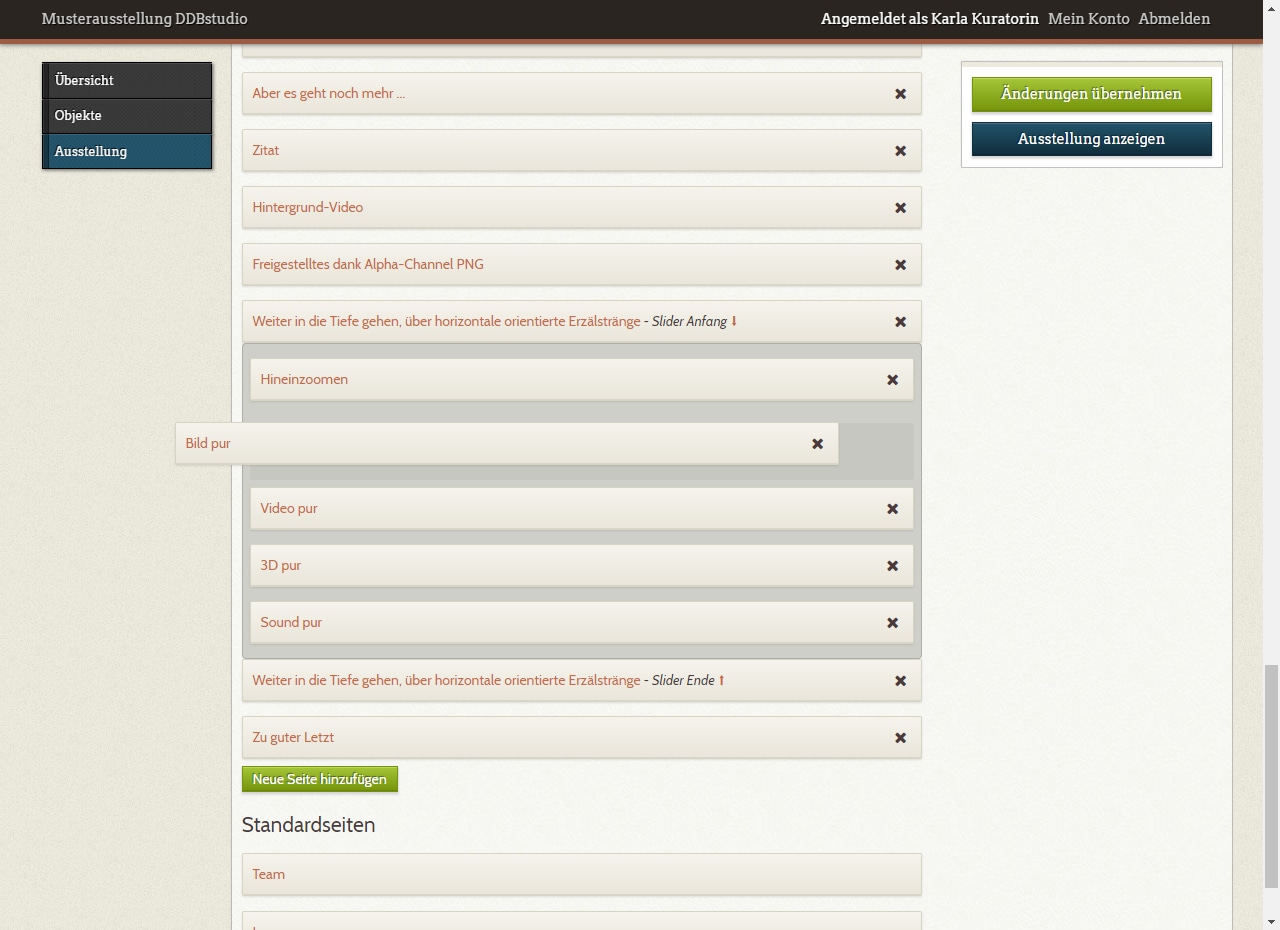 Musterausstellung DDBstudio
Angemeldet als Karla Kuratorin Mein Konto Abmelden
Übersicht
Objekte
Ausstellung
Aber es geht noch mehr ...
Zitat
Hintergrund-Video
Freigestelltes dank Alpha-Channel PNG
Weiter in die Tiefe gehen, über horizontale orientierte Erzälstränge - Slider Anfang ⬇
Hineinzoomen
Bild pur
Video pur
3D pur
Sound pur
Weiter in die Tiefe gehen, über horizontale orientierte Erzälstränge - Slider Ende ⬆
Zu guter Letzt
Neue Seite hinzufügen
Standardseiten
Team
Änderungen übernehmen
Ausstellung anzeigen